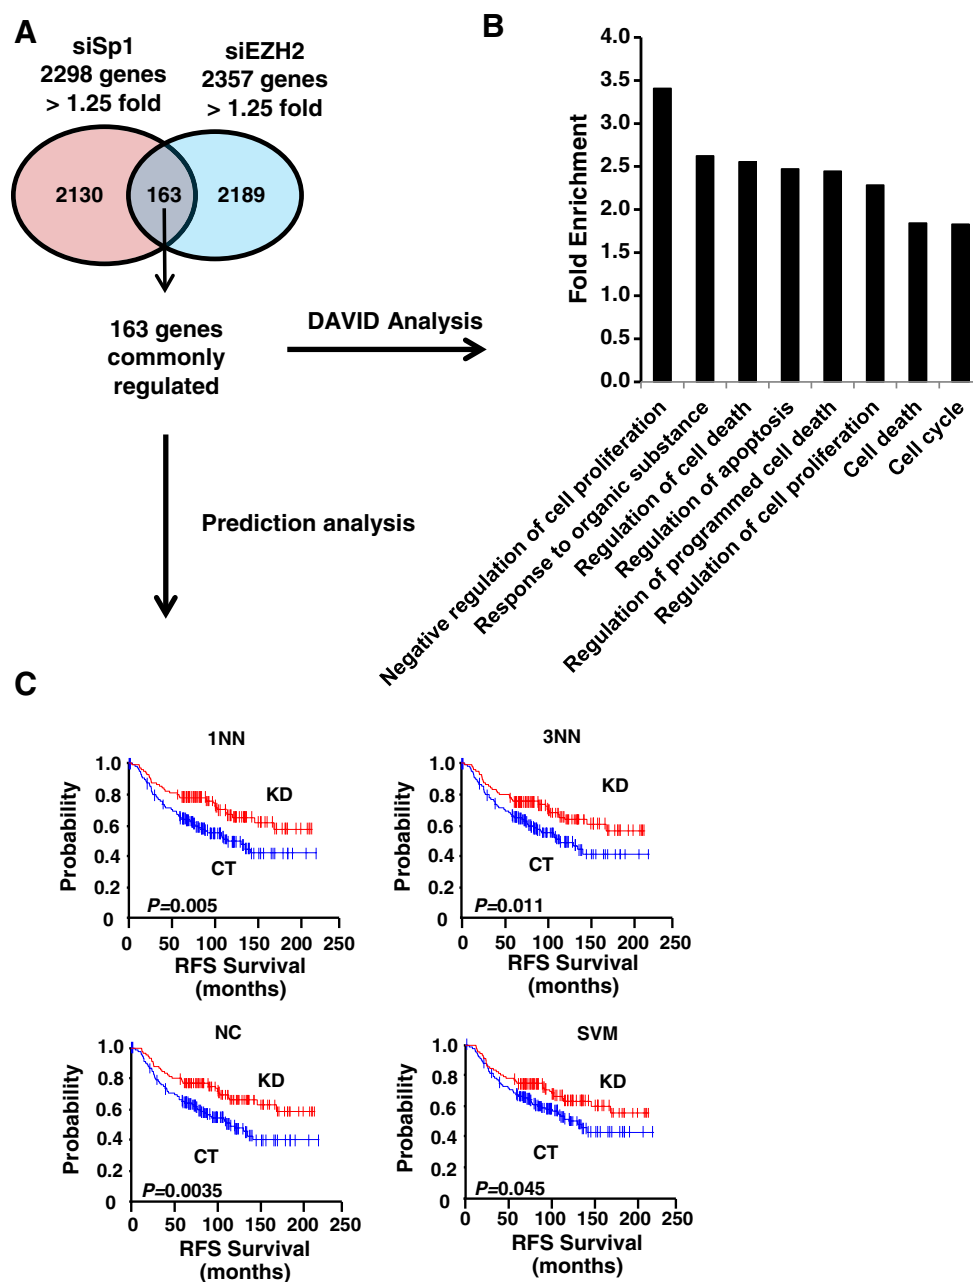 A
siSp1
2298 genes
> 1.25 fold
siEZH2
2357 genes
> 1.25 fold
2130
163
2189
163 genes
commonly
regulated
DAVID Analysis
Prediction analysis
B
Fold Enrichment
4.0
3.5
3.0
2.5
2.0
1.5
1.0
0.5
0.0
Negative regulation of cell proliferation
Response to organic substance
Regulation of cell death
Regulation of apoptosis
Regulation of programmed cell death
Regulation of cell proliferation
Cell death
Cell cycle
C
1NN
Probability
1.0
0.8
0.6
0.4
0.2
0
KD
CT
P=0.005
0 50 100 150 200 250
RFS Survival
(months)
3NN
Probability
1.0
0.8
0.6
0.4
0.2
0
KD
CT
P=0.011
0 50 100 150 200 250
RFS Survival
(months)
NC
Probability
1.0
0.8
0.6
0.4
0.2
0
KD
CT
P=0.0035
0 50 100 150 200 250
RFS Survival
(months)
SVM
Probability
1.0
0.8
0.6
0.4
0.2
0
KD
CT
P=0.045
0 50 100 150 200 250
RFS Survival
(months)